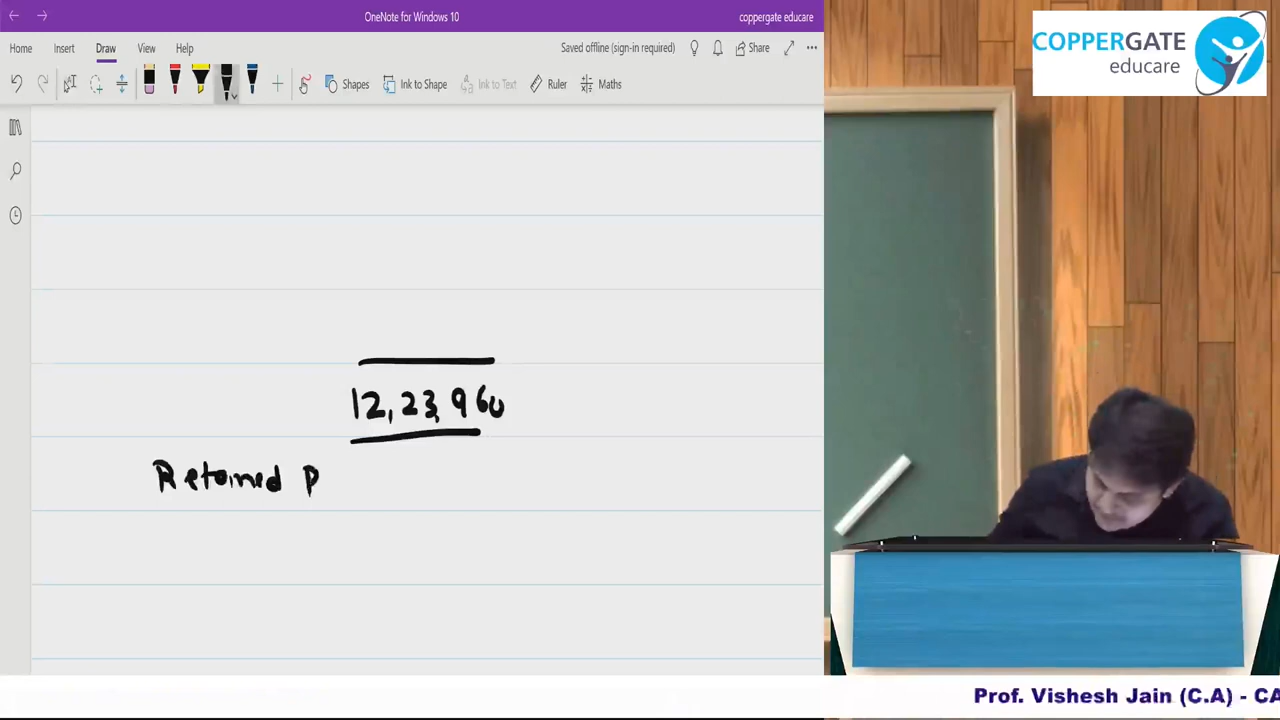 OneNote for Windows 10
coppergate educare
Home Insert Draw View Help
Saved offline (sign-in required)
Share
Shapes
Ink to Shape
Ink to Text
Ruler
Maths
COPPERGATE
educare
12,23,960
Retained P
Prof. Vishesh Jain (C.A) - CA